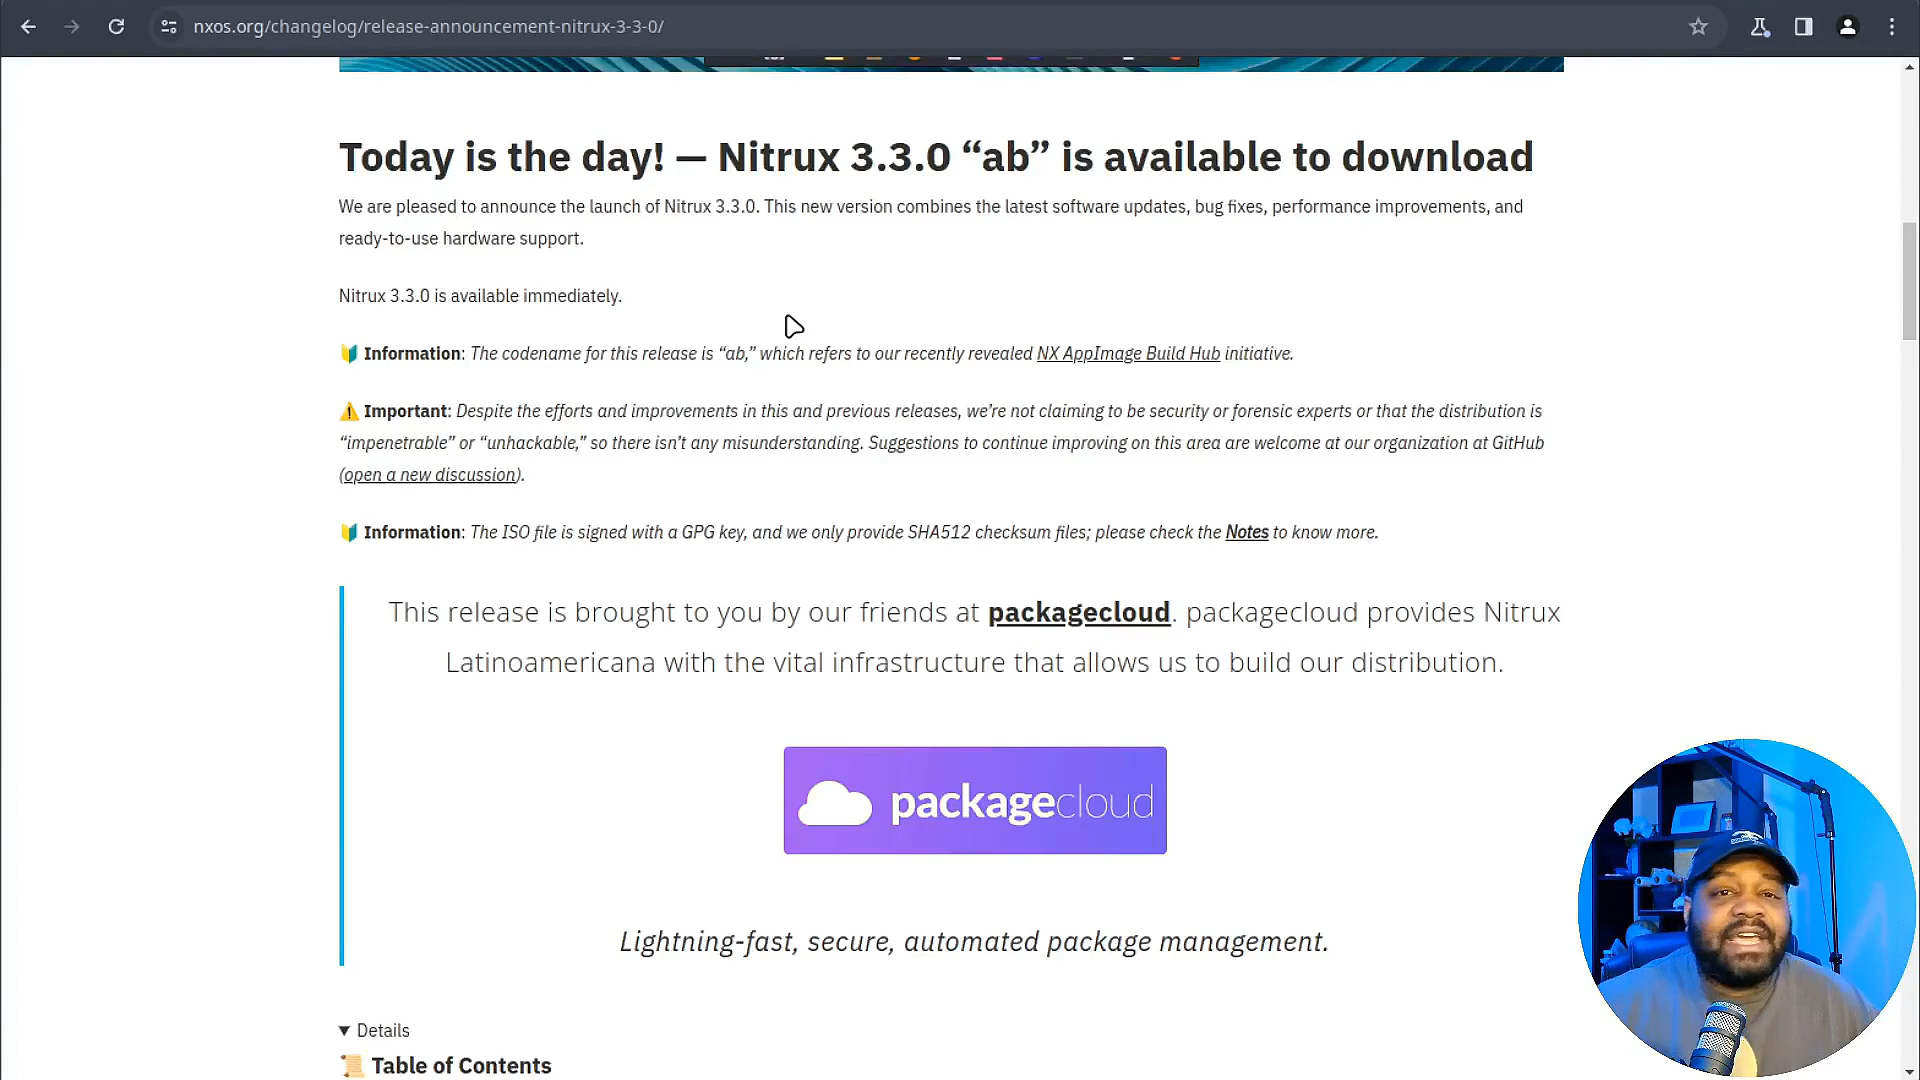 nxos.org/changelog/release-announcement-nitrux-3-3-0/
Today is the day! — Nitrux 3.3.0 “ab” is available to download
We are pleased to announce the launch of Nitrux 3.3.0. This new version combines the latest software updates, bug fixes, performance improvements, and
ready-to-use hardware support.
Nitrux 3.3.0 is available immediately.
🔰 Information: The codename for this release is “ab,” which refers to our recently revealed NX AppImage Build Hub initiative.
⚠️ Important: Despite the efforts and improvements in this and previous releases, we’re not claiming to be security or forensic experts or that the distribution is
“impenetrable” or “unhackable,” so there isn’t any misunderstanding. Suggestions to continue improving on this area are welcome at our organization at GitHub
(open a new discussion).
🔰 Information: The ISO file is signed with a GPG key, and we only provide SHA512 checksum files; please check the Notes to know more.
This release is brought to you by our friends at packagecloud. packagecloud provides Nitrux
Latinoamericana with the vital infrastructure that allows us to build our distribution.
packagecloud
Lightning-fast, secure, automated package management.
▼ Details
📜 Table of Contents